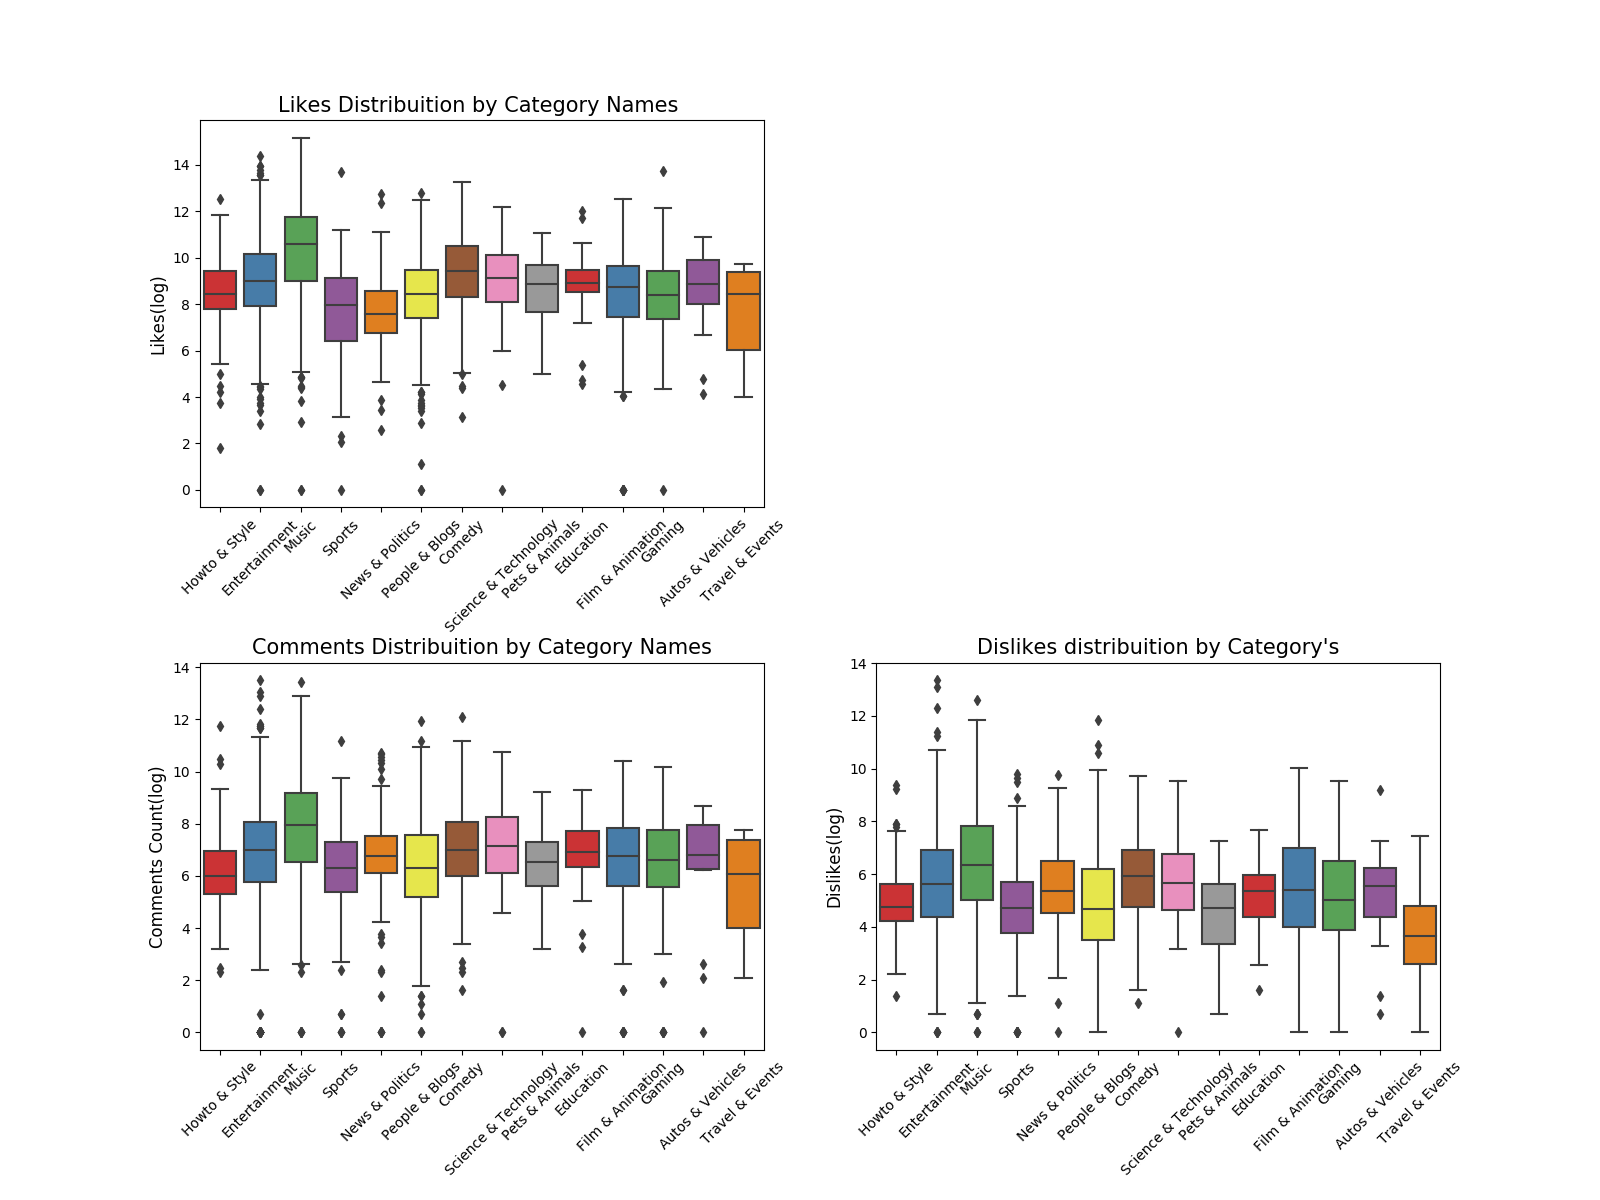 Likes Distribuition by Category Names
Likes(log)
14
12
10
8
6
4
2
0
Howto & Style
Entertainment
Music
Sports
News & Politics
People & Blogs
Comedy
Science & Technology
Pets & Animals
Education
Film & Animation
Gaming
Autos & Vehicles
Travel & Events
Comments Distribuition by Category Names
Comments Count(log)
14
12
10
8
6
4
2
0
Howto & Style
Entertainment
Music
Sports
News & Politics
People & Blogs
Comedy
Science & Technology
Pets & Animals
Education
Film & Animation
Gaming
Autos & Vehicles
Travel & Events
Dislikes distribuition by Category's
Dislikes(log)
14
12
10
8
6
4
2
0
Howto & Style
Entertainment
Music
Sports
News & Politics
People & Blogs
Comedy
Science & Technology
Pets & Animals
Education
Film & Animation
Gaming
Autos & Vehicles
Travel & Events